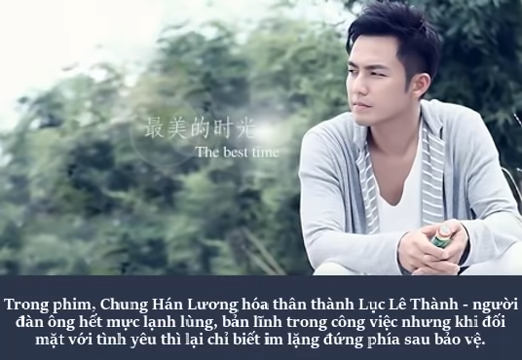 最美的时光
The best time
Trong phim, Chung Hán Lương hóa thân thành Lục Lê Thành - người
đàn ông hết mực lạnh lùng, bản lĩnh trong công việc nhưng khi đối
mặt với tình yêu thì lại chỉ biết im lặng đứng phía sau bảo vệ.